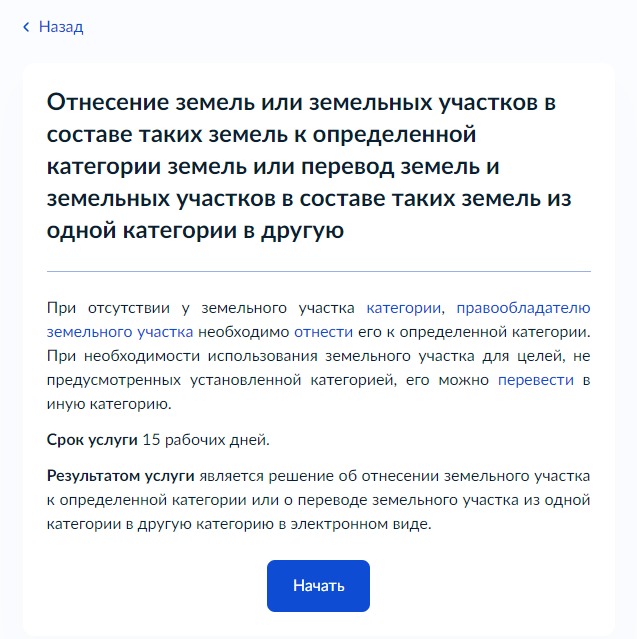 Назад
Отнесение земель или земельных участков в
составе таких земель к определенной
категории земель или перевод земель и
земельных участков в составе таких земель из
одной категории в другую
При отсутствии у земельного участка категории, правообладателю
земельного участка необходимо отнести его к определенной категории.
При необходимости использования земельного участка для целей, не
предусмотренных установленной категорией, его можно перевести в
иную категорию.
Срок услуги 15 рабочих дней.
Результатом услуги является решение об отнесении земельного участка
к определенной категории или о переводе земельного участка из одной
категории в другую категорию в электронном виде.
Начать